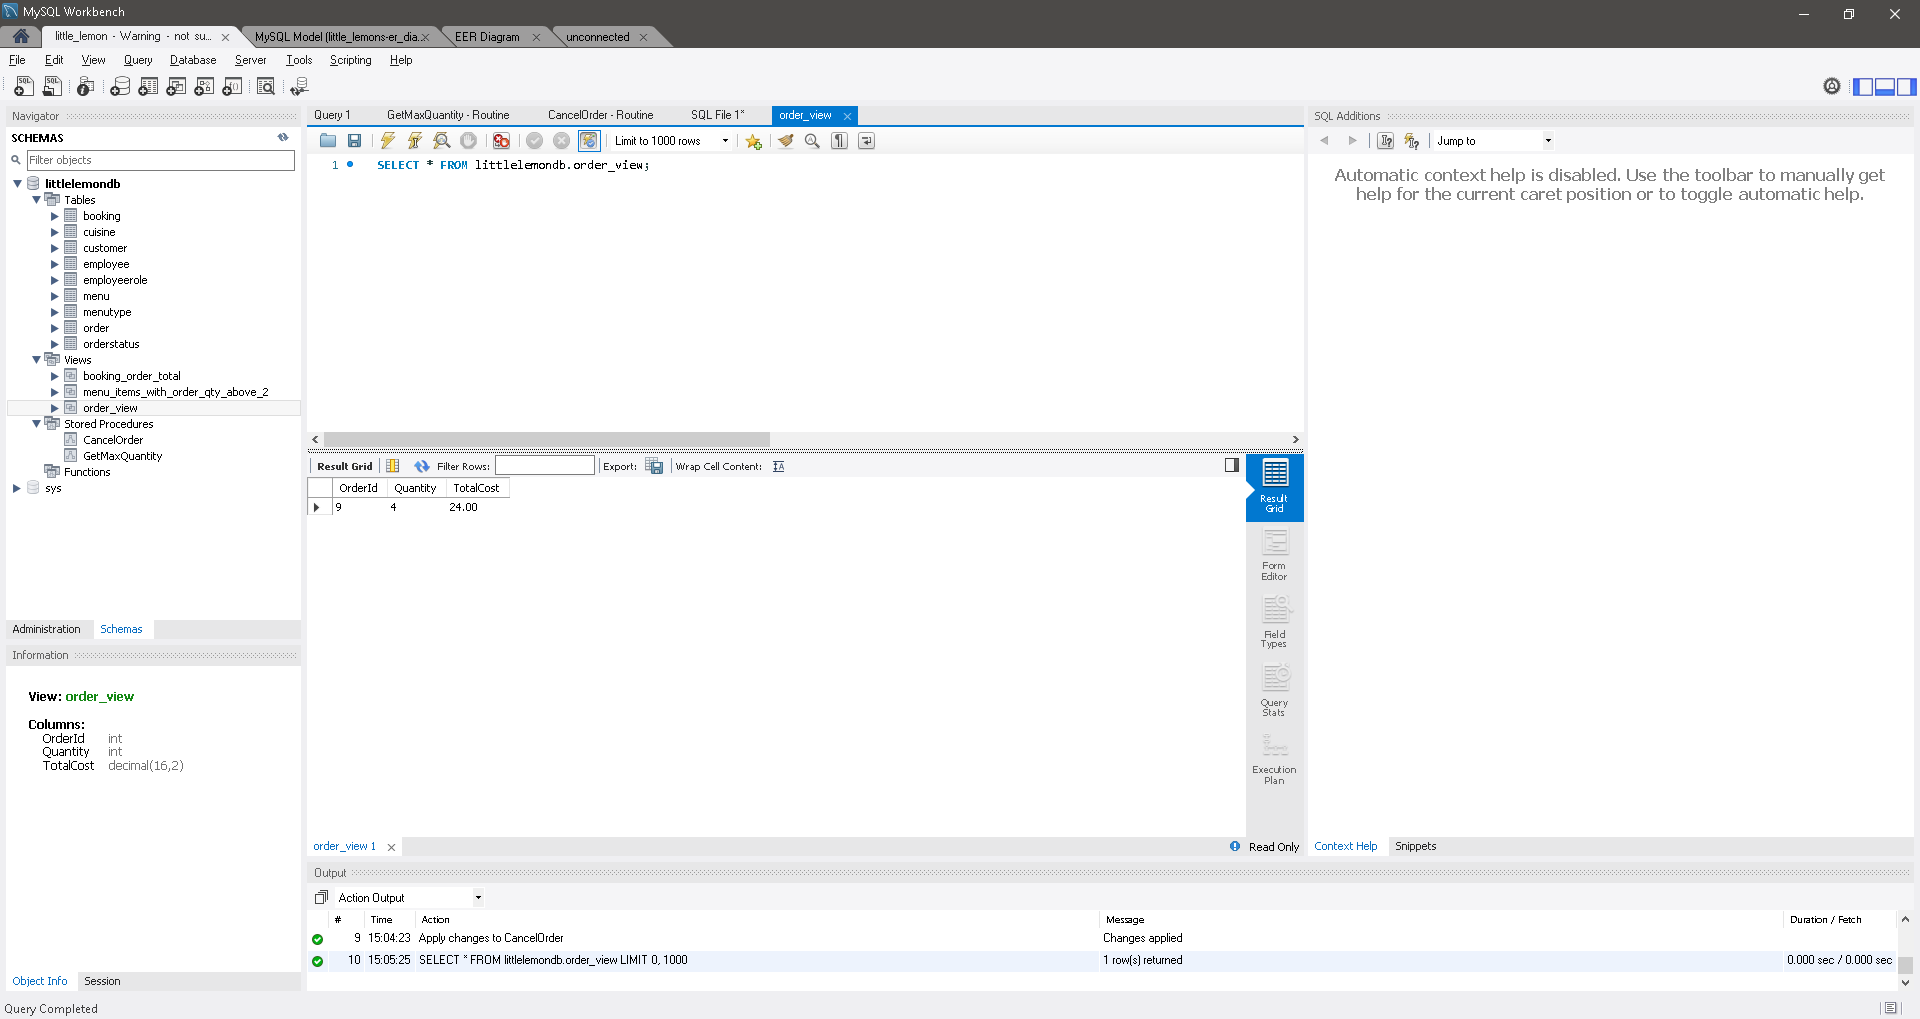 MySQL Workbench
little_lemon - Warning - not su...
MySQL Model (little_lemons-er_dia...
EER Diagram
unconnected
File Edit View Query Database Server Tools Scripting Help
Navigator
SCHEMAS
Filter objects
littlelemondb
Tables
booking
cuisine
customer
employee
employeerole
menu
menutype
order
orderstatus
Views
booking_order_total
menu_items_with_order_qty_above_2
order_view
Stored Procedures
CancelOrder
GetMaxQuantity
Functions
sys
Administration Schemas
Information
View: order_view
Columns:
OrderId int
Quantity int
TotalCost decimal(16,2)
Object Info Session
Query 1 GetMaxQuantity - Routine CancelOrder - Routine SQL File 1* order_view
Limit to 1000 rows
1 SELECT * FROM littlelemondb.order_view;
Result Grid Filter Rows: Export: Wrap Cell Content:
OrderId Quantity TotalCost
9 4 24.00
Result Grid
Form Editor
Field Types
Query Stats
Execution Plan
order_view 1
Read Only
SQL Additions
Jump to
Automatic context help is disabled. Use the toolbar to manually get
help for the current caret position or to toggle automatic help.
Context Help Snippets
Output
Action Output
# Time Action Message Duration / Fetch
9 15:04:23 Apply changes to CancelOrder Changes applied
10 15:05:25 SELECT * FROM littlelemondb.order_view LIMIT 0, 1000 1 row(s) returned 0.000 sec / 0.000 sec
Query Completed